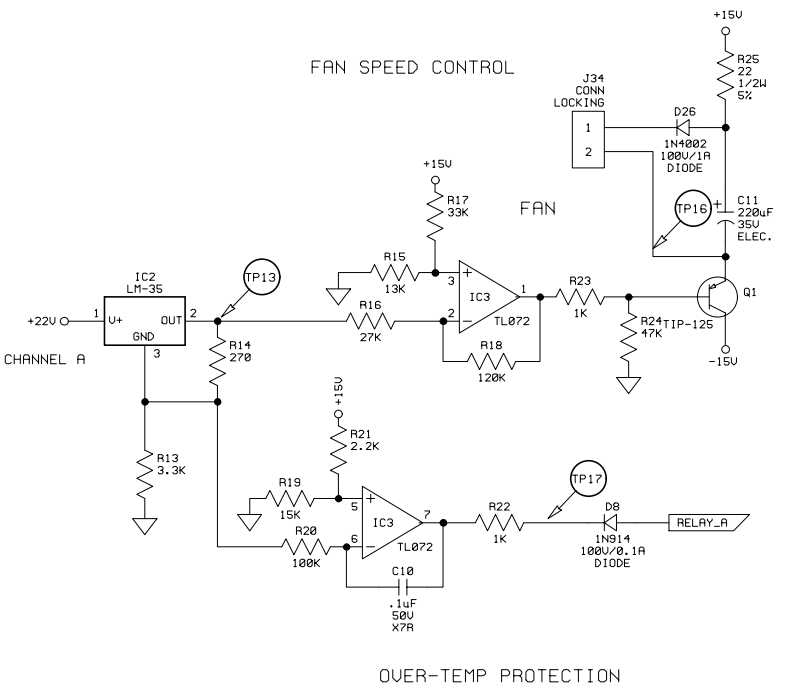 FAN SPEED CONTROL
+15V
R25
22
1/2W
5%
J34
CONN
LOCKING
1
2
D26
1N4002
100V/1A
DIODE
+15V
R17
33K
FAN
TP16
+
C11
220uF
35V
ELEC.
R15
13K
TP13
IC2
LM-35
+22V
1
V+
OUT
2
GND
3
CHANNEL A
R14
270
R16
27K
3
+
2
−
IC3
1
TL072
R18
120K
R23
1K
R24
47K
TIP-125
Q1
-15V
+15V
R21
2.2K
R13
3.3K
R19
15K
R20
100K
5
+
6
−
IC3
7
TL072
C10
.1uF
50V
X7R
R22
1K
TP17
D8
1N914
100V/0.1A
DIODE
RELAY_A
OVER-TEMP PROTECTION